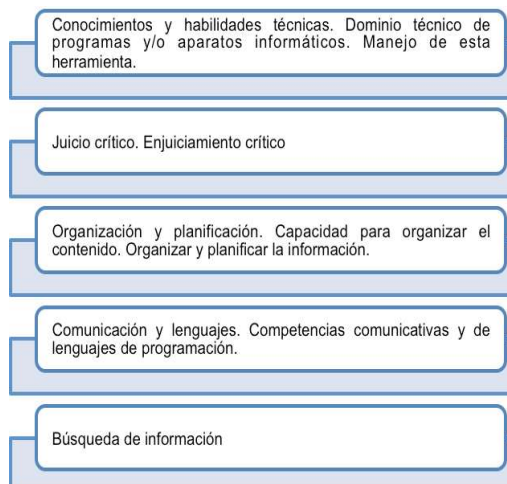 Conocimientos y habilidades técnicas. Dominio técnico de
programas y/o aparatos informáticos. Manejo de esta
herramienta.
Juicio crítico. Enjuiciamiento crítico
Organización y planificación. Capacidad para organizar el
contenido. Organizar y planificar la información.
Comunicación y lenguajes. Competencias comunicativas y de
lenguajes de programación.
Búsqueda de información